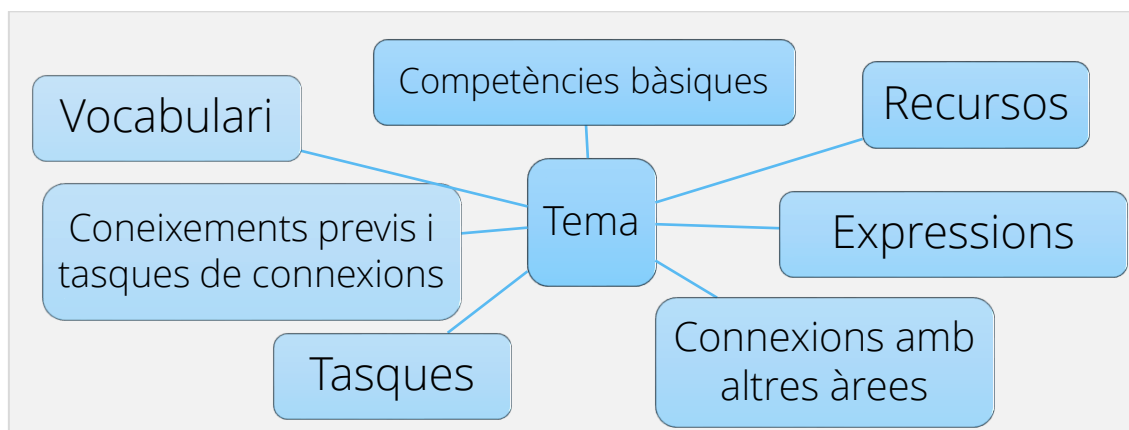 Competències bàsiques
Vocabulari
Recursos
Coneixements previs i
tasques de connexions
Tema
Expressions
Tasques
Connexions amb
altres àrees